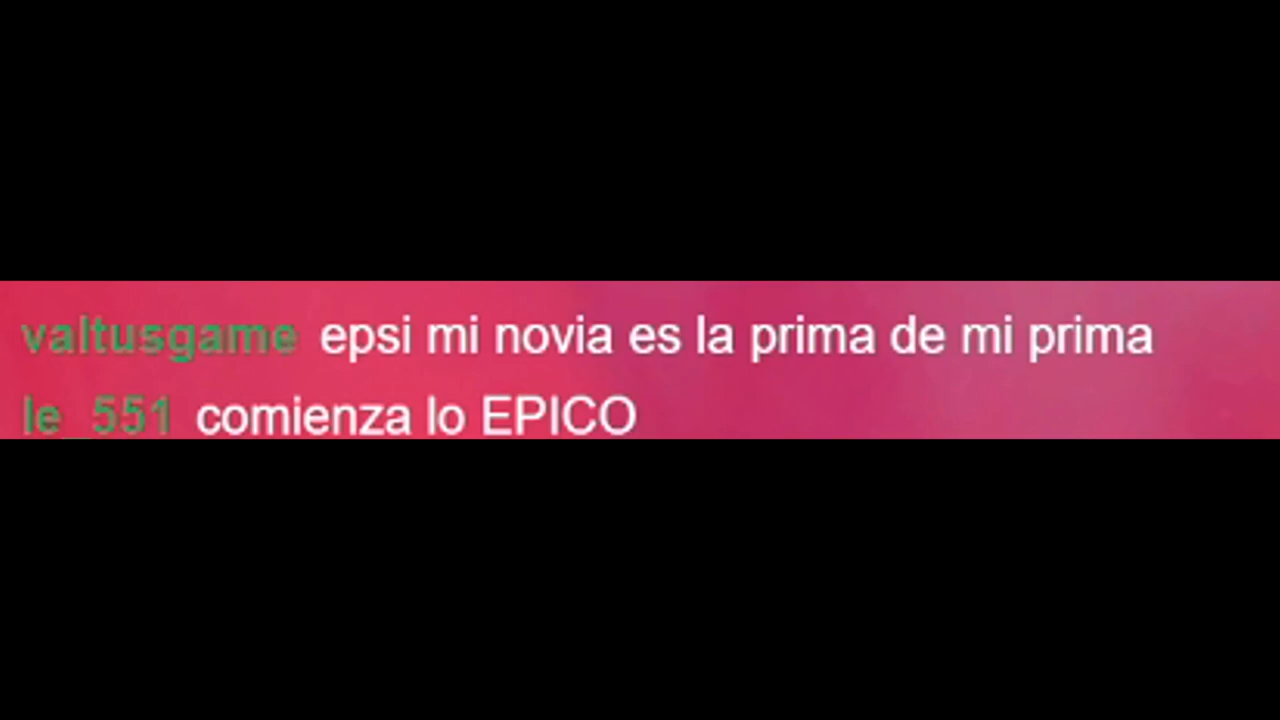 valtusgame epsi mi novia es la prima de mi prima
le_551 comienza lo EPICO